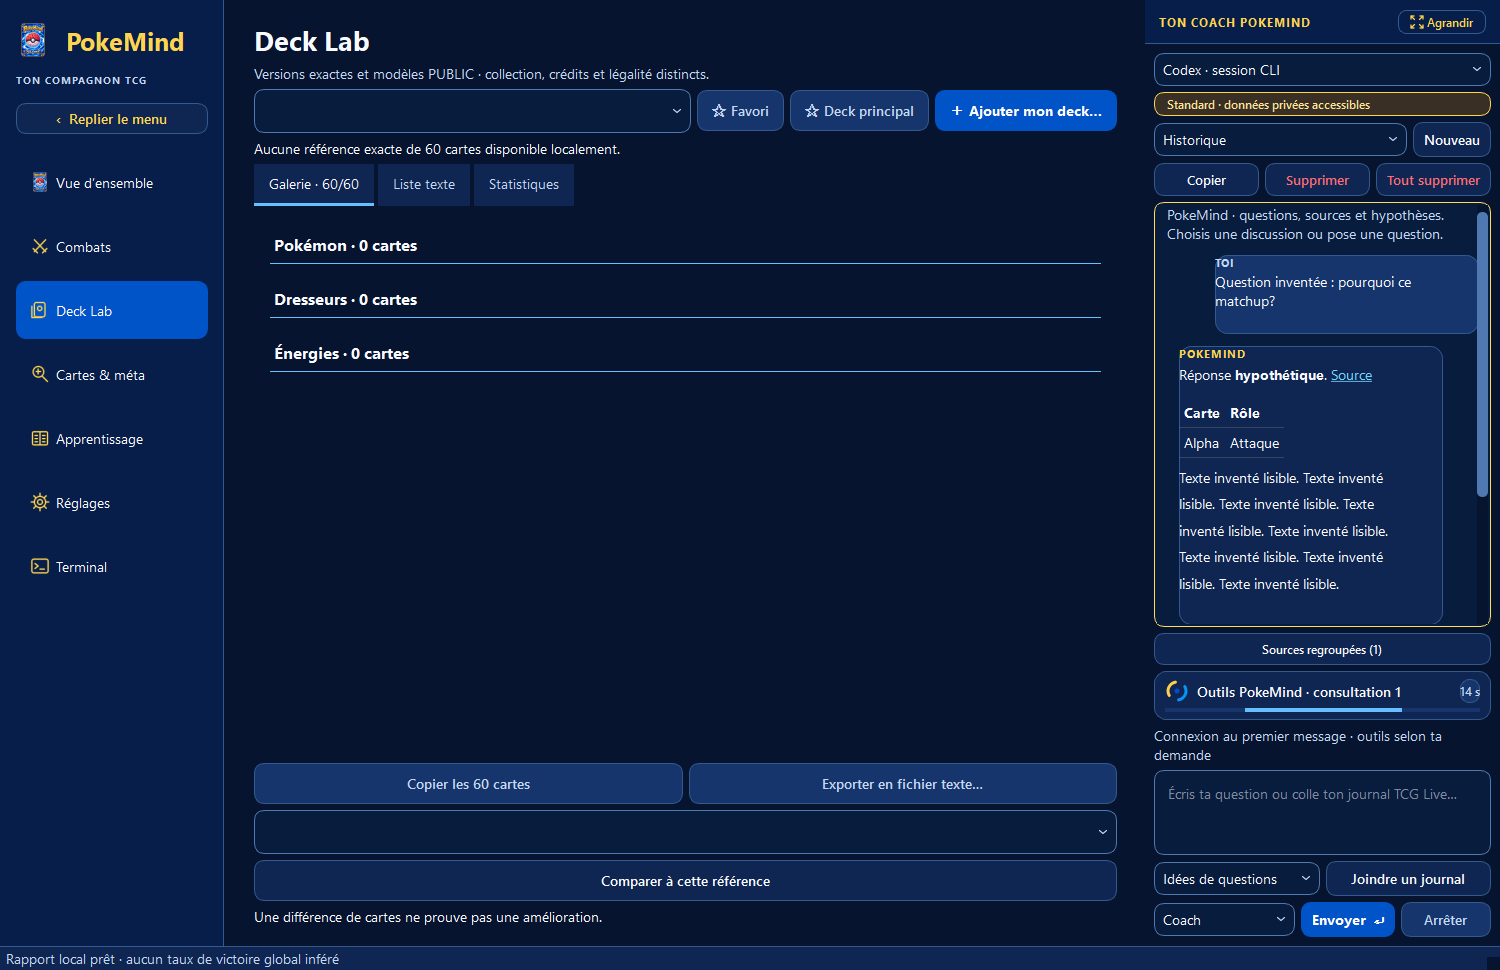 PokeMind
TON COMPAGNON TCG
‹ Replier le menu
Vue d'ensemble
Combats
Deck Lab
Cartes & méta
Apprentissage
Réglages
Terminal
Deck Lab
Versions exactes et modèles PUBLIC · collection, crédits et légalité distincts.
☆ Favori
☆ Deck principal
+ Ajouter mon deck...
Aucune référence exacte de 60 cartes disponible localement.
Galerie · 60/60
Liste texte
Statistiques
Pokémon · 0 cartes
Dresseurs · 0 cartes
Énergies · 0 cartes
Copier les 60 cartes
Exporter en fichier texte...
Comparer à cette référence
Une différence de cartes ne prouve pas une amélioration.
TON COACH POKEMIND
Agrandir
Codex · session CLI
Standard · données privées accessibles
Historique
Nouveau
Copier
Supprimer
Tout supprimer
PokeMind · questions, sources et hypothèses.
Choisis une discussion ou pose une question.
TOI
Question inventée : pourquoi ce
matchup?
POKEMIND
Réponse hypothétique. Source
Carte Rôle
Alpha Attaque
Texte inventé lisible. Texte inventé
lisible. Texte inventé lisible. Texte
inventé lisible. Texte inventé lisible.
Texte inventé lisible. Texte inventé
lisible. Texte inventé lisible.
Sources regroupées (1)
Outils PokeMind · consultation 1
14 s
Connexion au premier message · outils selon ta
demande
Écris ta question ou colle ton journal TCG Live...
Idées de questions
Joindre un journal
Coach
Envoyer ↵
Arrêter
Rapport local prêt · aucun taux de victoire global inféré